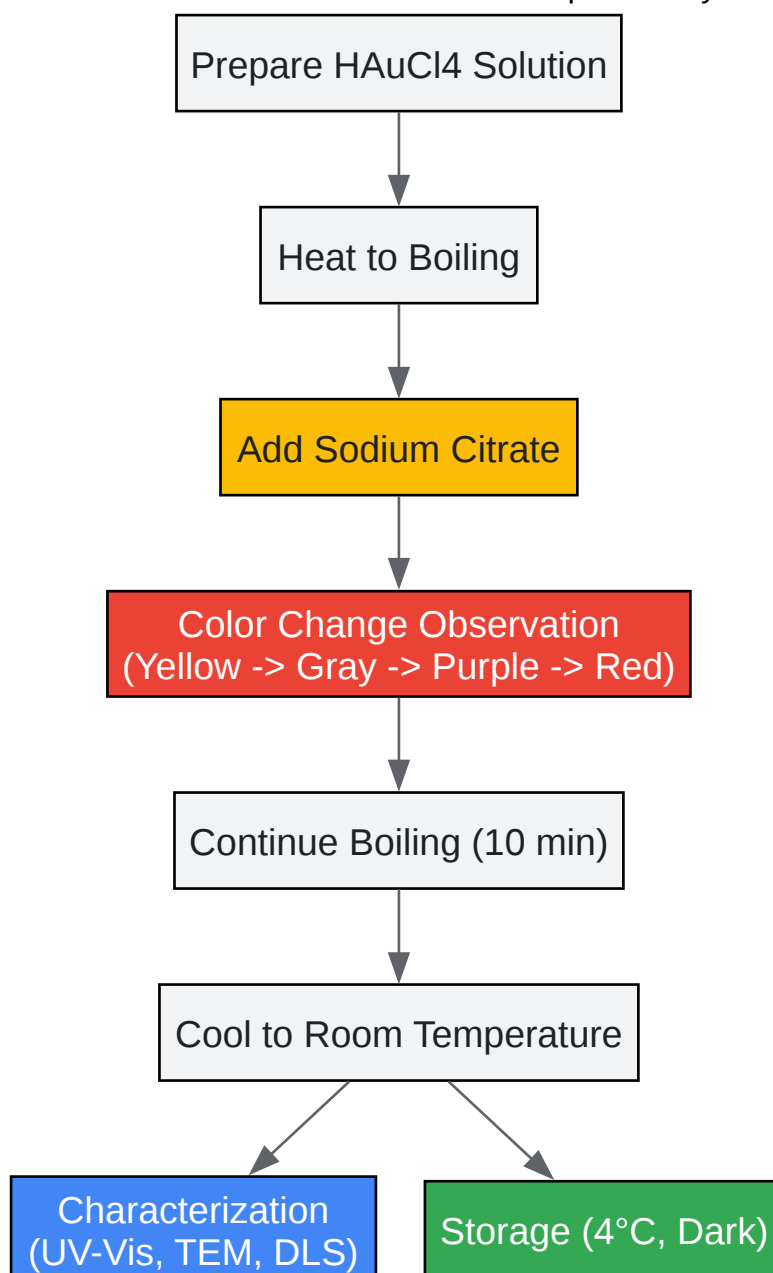 Prepare HAuCl4 Solution
Heat to Boiling
Add Sodium Citrate
Color Change Observation
(Yellow -> Gray -> Purple -> Red)
Continue Boiling (10 min)
Cool to Room Temperature
Characterization
(UV-Vis, TEM, DLS)
Storage (4°C, Dark)